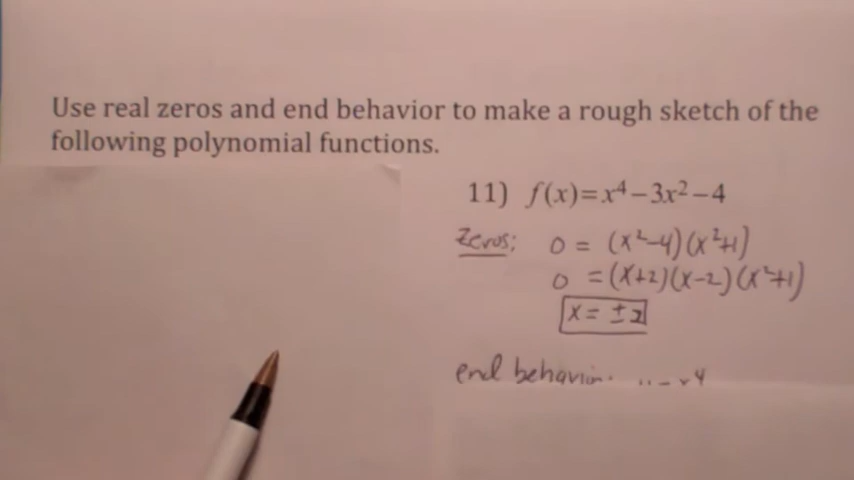 Use real zeros and end behavior to make a rough sketch of the
following polynomial functions.
11) f(x)=x⁴−3x²−4
Zeros; 0 = (x²−4)(x²+1)
0 = (x+2)(x−2)(x²+1)
x = ±2
end behavior: